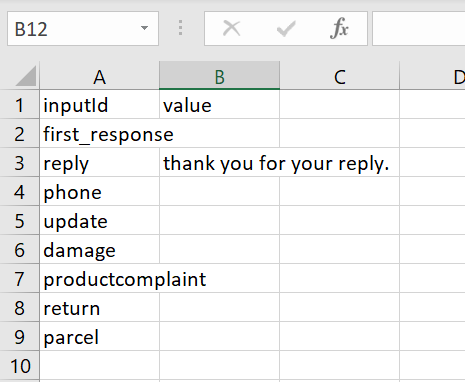 B12 fx
A B C D
1 inputId value
2 first_response
3 reply thank you for your reply.
4 phone
5 update
6 damage
7 productcomplaint
8 return
9 parcel
10